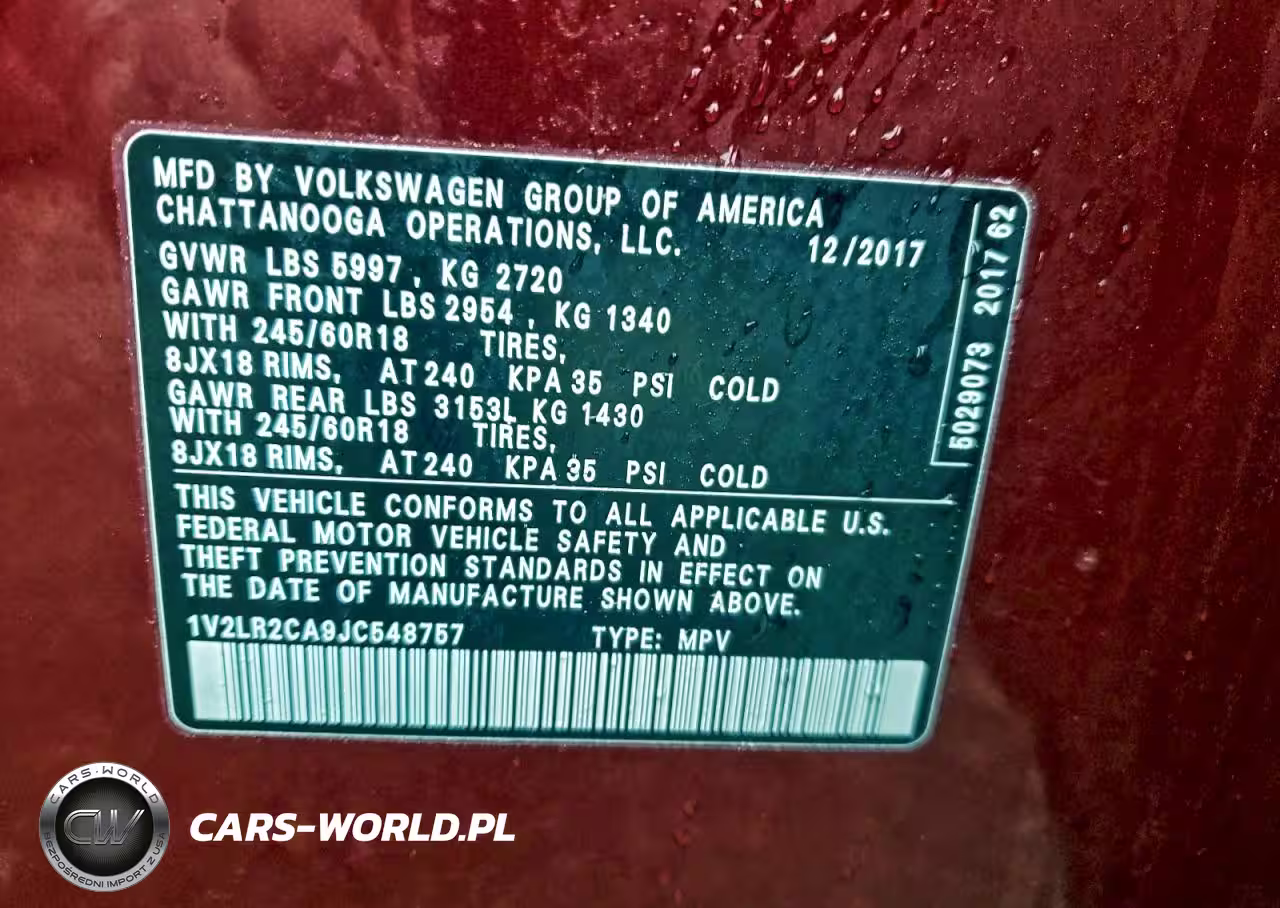 MFD BY VOLKSWAGEN GROUP OF AMERICA
CHATTANOOGA OPERATIONS, LLC. 12/2017
GVWR LBS 5997, KG 2720
GAWR FRONT LBS 2954, KG 1340
WITH 245/60R18 TIRES,
8JX18 RIMS, AT 240 KPA 35 PSI COLD
GAWR REAR LBS 3153L KG 1430
WITH 245/60R18 TIRES,
8JX18 RIMS, AT 240 KPA 35 PSI COLD
THIS VEHICLE CONFORMS TO ALL APPLICABLE U.S.
FEDERAL MOTOR VEHICLE SAFETY AND
THEFT PREVENTION STANDARDS IN EFFECT ON
THE DATE OF MANUFACTURE SHOWN ABOVE.
1V2LR2CA9JC548757 TYPE: MPV
5029073 2017 62
CARS-WORLD
CW
BEZPOŚREDNI IMPORT Z USA
CARS-WORLD.PL